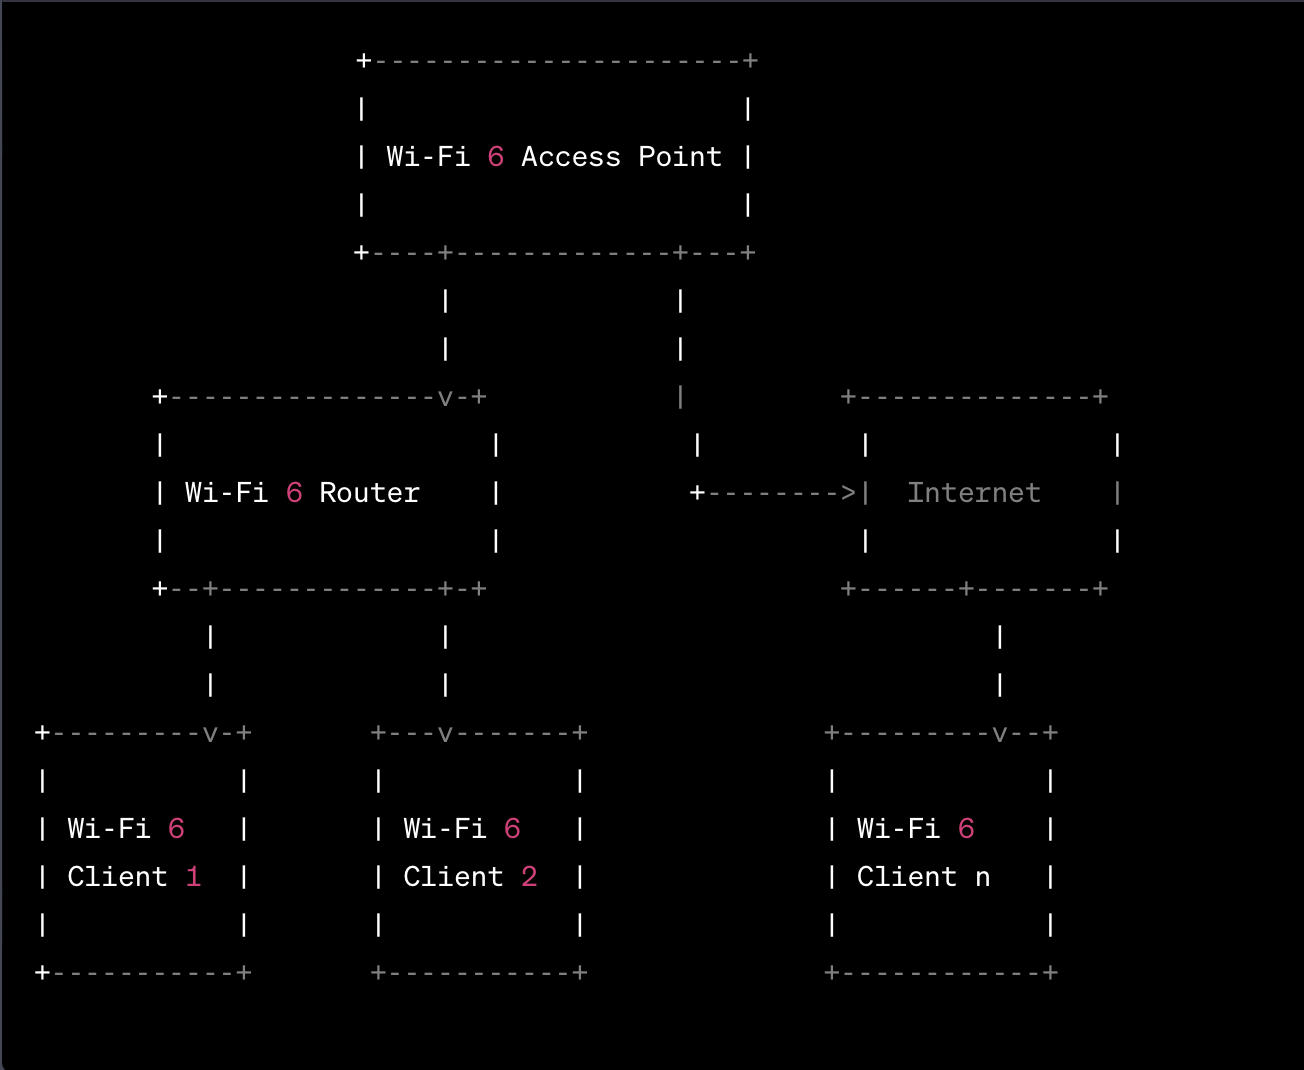 Wi-Fi 6 Access Point
Wi-Fi 6 Router
Internet
Wi-Fi 6
Client 1
Wi-Fi 6
Client 2
Wi-Fi 6
Client n